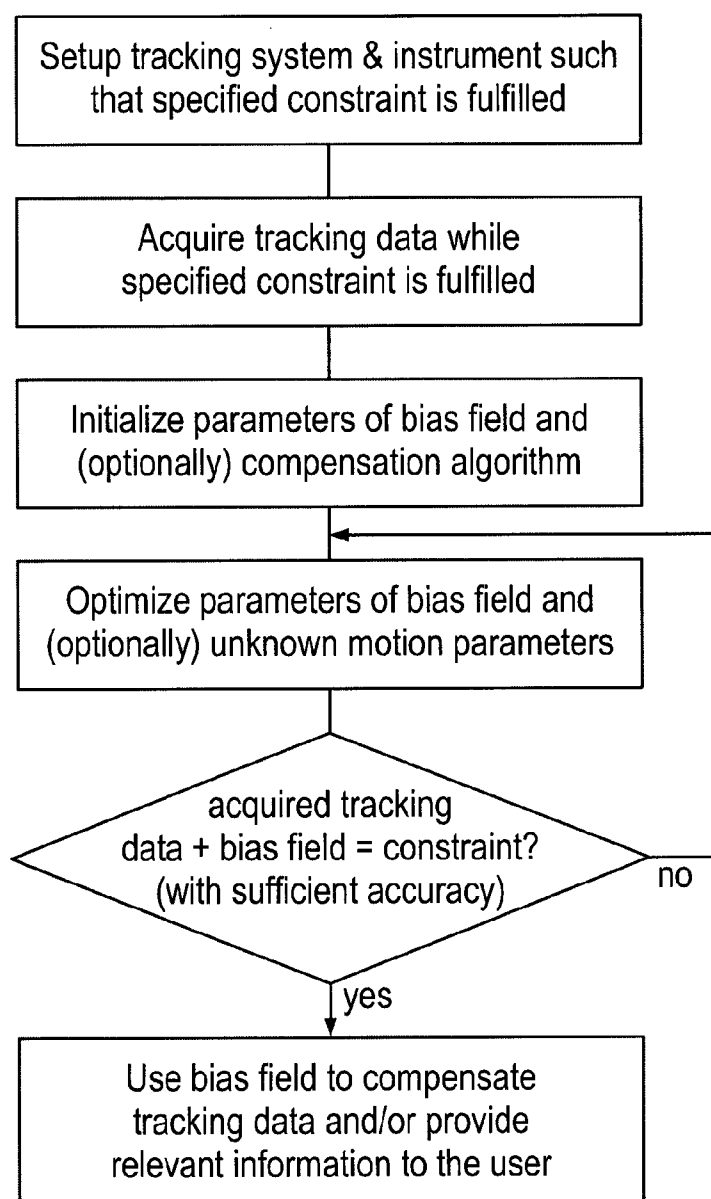 Setup tracking system & instrument such
that specified constraint is fulfilled
Acquire tracking data while
specified constraint is fulfilled
Initialize parameters of bias field and
(optionally) compensation algorithm
Optimize parameters of bias field and
(optionally) unknown motion parameters
acquired tracking
data + bias field = constraint?
(with sufficient accuracy)
no
yes
Use bias field to compensate
tracking data and/or provide
relevant information to the user